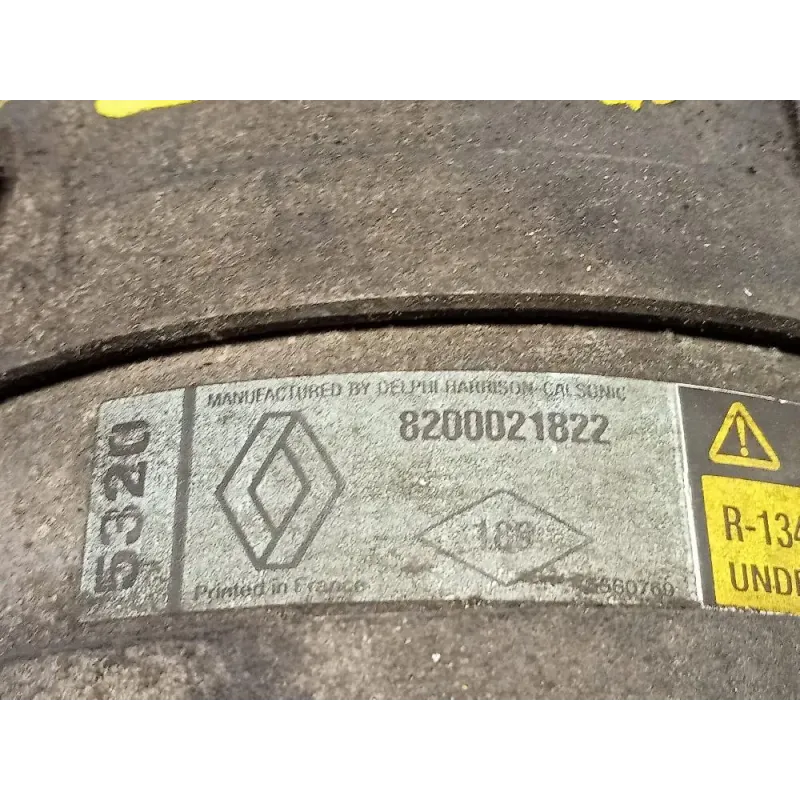 5320
MANUFACTURED BY DELPHI HARRISON-CALSONIC
8200021822
189
Printed in France
R-134
UNDE